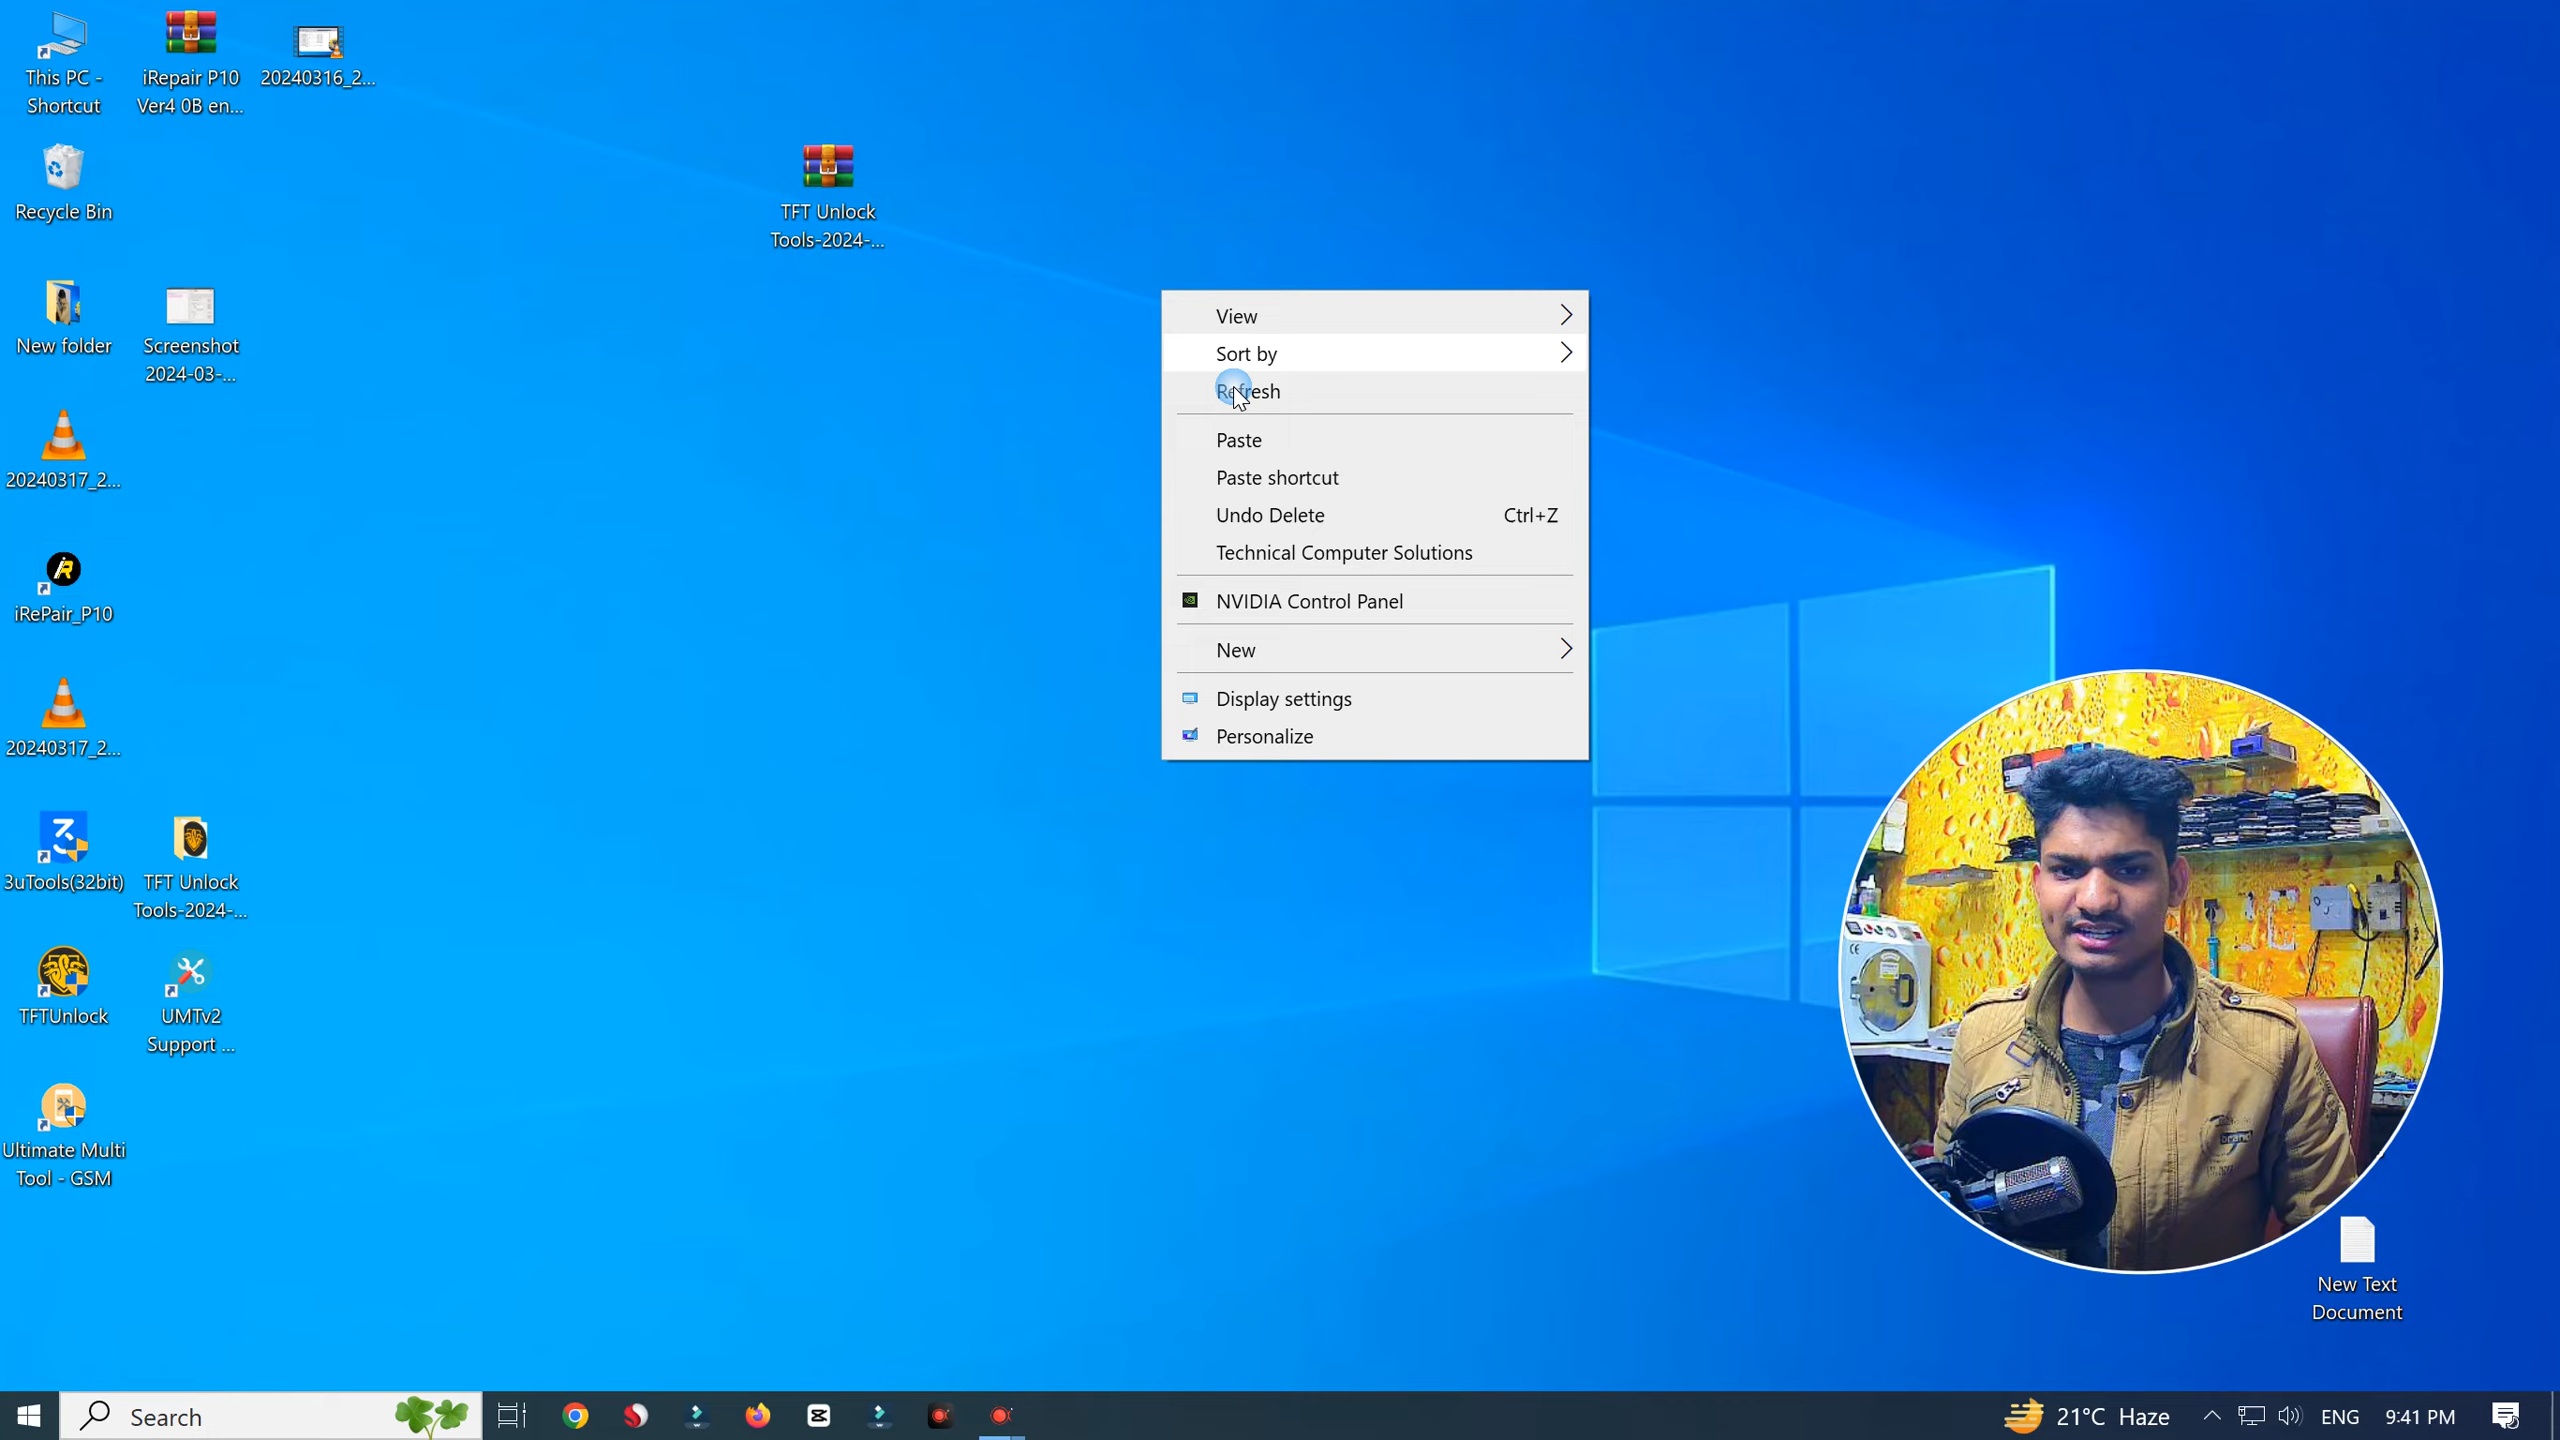 This PC -
Shortcut
iRepair P10
Ver4 0B en...
20240316_2...
Recycle Bin
TFT Unlock
Tools-2024-...
New folder
Screenshot
2024-03-...
20240317_2...
iRePair_P10
20240317_2...
3uTools(32bit)
TFT Unlock
Tools-2024-...
TFTUnlock
UMTv2
Support ...
Ultimate Multi
Tool - GSM
View
Sort by
Refresh
Paste
Paste shortcut
Undo Delete Ctrl+Z
Technical Computer Solutions
NVIDIA Control Panel
New
Display settings
Personalize
New Text
Document
Search
21°C Haze
ENG
9:41 PM